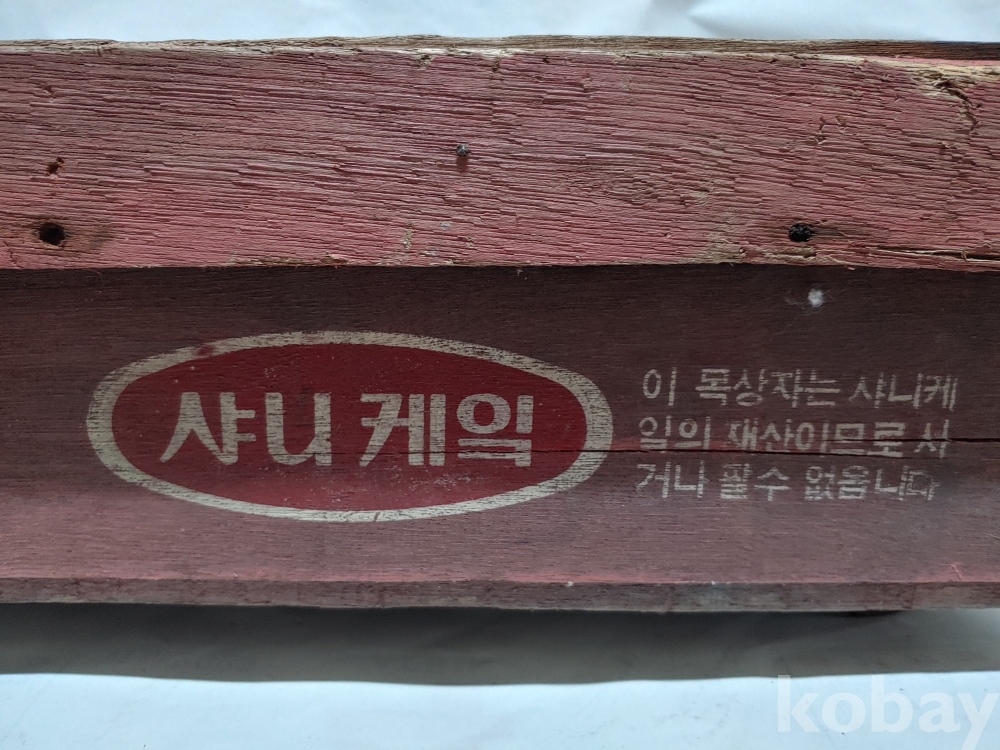 샤니케익
이 목상자는 샤니케
익의 재산이므로 사
거나 팔수 없읍니다
kobay